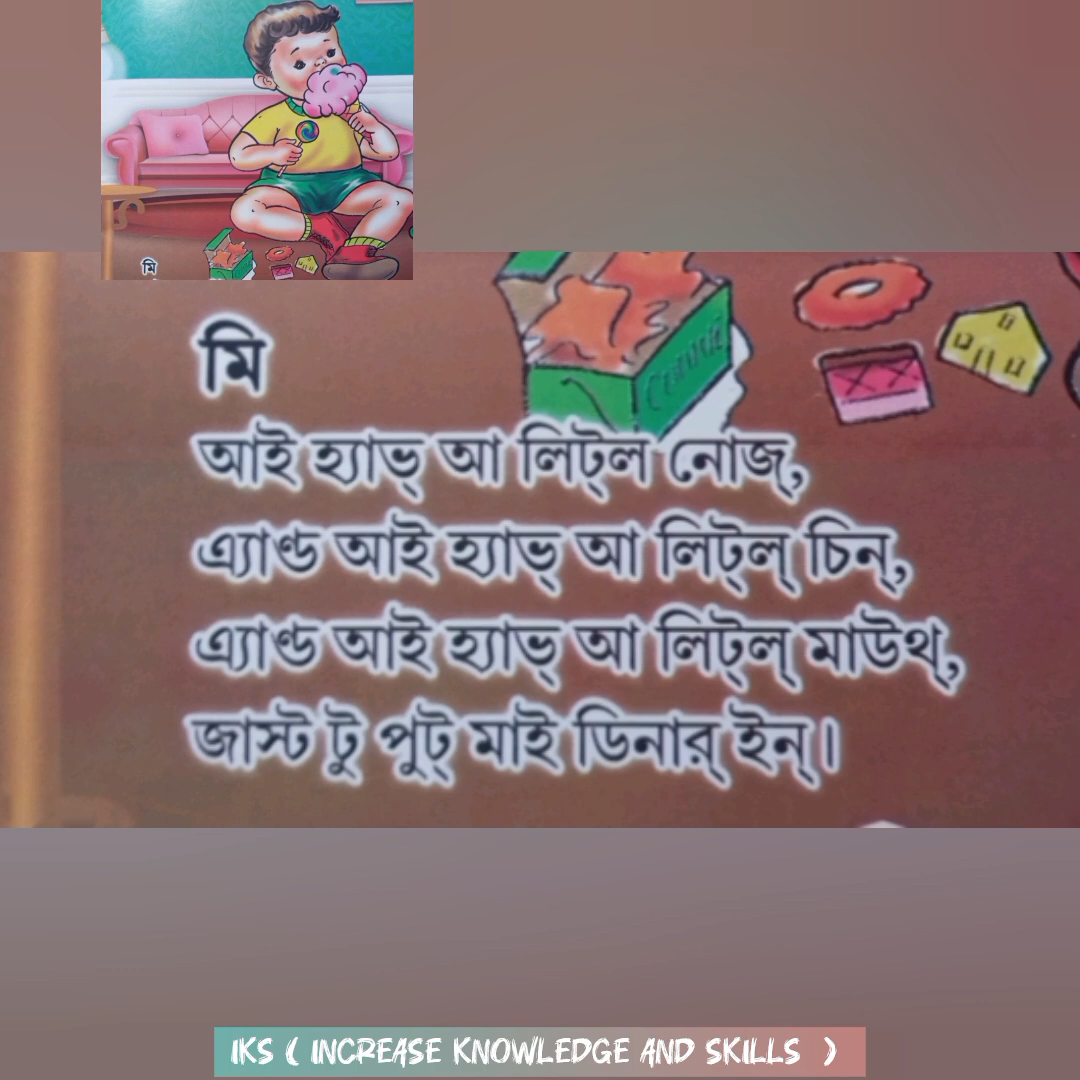 মি
মি
আই হ্যাভ্ আ লিট্ল নোজ্,
এ্যাণ্ড আই হ্যাভ্ আ লিট্ল্ চিন্,
এ্যাণ্ড আই হ্যাভ্ আ লিট্ল্ মাউথ্,
জাস্ট টু পুট্ মাই ডিনার্ ইন্।
IKS ( INCREASE KNOWLEDGE AND SKILLS )